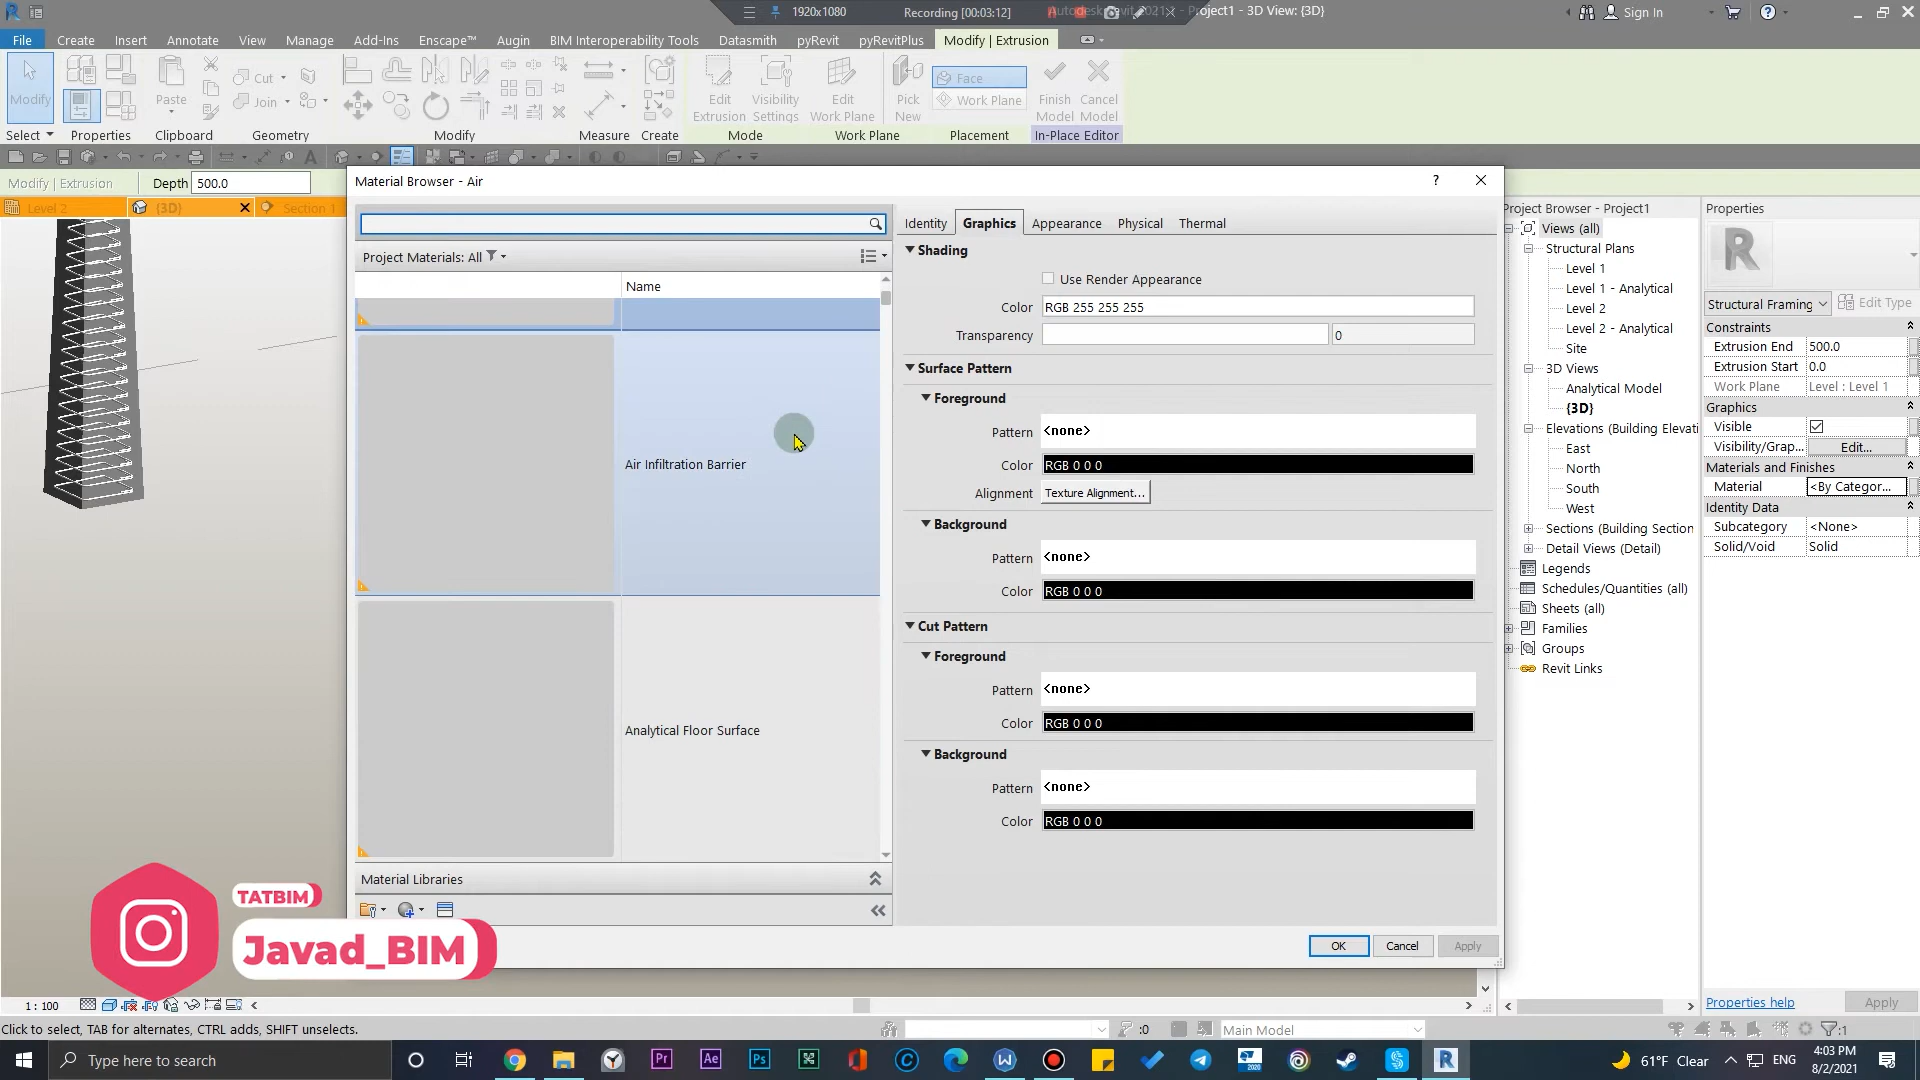 1920x1080
Recording [00:03:12]
Project1 - 3D View: {3D}
Sign In
File
Create
Insert
Annotate
View
Manage
Add-Ins
Enscape™
Augin
BIM Interoperability Tools
Datasmith
pyRevit
pyRevitPlus
Modify | Extrusion
Modify
Paste
Cut
Join
Edit Extrusion
Visibility Settings
Edit Work Plane
Pick New
Face
Work Plane
Finish Model
Cancel Model
Select
Properties
Clipboard
Geometry
Modify
Measure
Create
Mode
Work Plane
Placement
In-Place Editor
Modify | Extrusion
Depth 500.0
Level 2
{3D}
Section 1
Material Browser - Air
Project Materials: All
Name
Air Infiltration Barrier
Analytical Floor Surface
Material Libraries
Identity
Graphics
Appearance
Physical
Thermal
Shading
Use Render Appearance
Color RGB 255 255 255
Transparency 0
Surface Pattern
Foreground
Pattern <none>
Color RGB 0 0 0
Alignment Texture Alignment...
Background
Pattern <none>
Color RGB 0 0 0
Cut Pattern
Foreground
Pattern <none>
Color RGB 0 0 0
Background
Pattern <none>
Color RGB 0 0 0
OK
Cancel
Apply
Project Browser - Project1
Views (all)
Structural Plans
Level 1
Level 1 - Analytical
Level 2
Level 2 - Analytical
Site
3D Views
Analytical Model
{3D}
Elevations (Building Elevati
East
North
South
West
Sections (Building Section
Detail Views (Detail)
Legends
Schedules/Quantities (all)
Sheets (all)
Families
Groups
Revit Links
Properties
Structural Framing
Edit Type
Constraints
Extrusion End 500.0
Extrusion Start 0.0
Work Plane Level : Level 1
Graphics
Visible
Visibility/Grap... Edit...
Materials and Finishes
Material <By Categor...
Identity Data
Subcategory <None>
Solid/Void Solid
Properties help
Apply
TATBIM
Javad_BIM
1 : 100
Click to select, TAB for alternates, CTRL adds, SHIFT unselects.
:0
Main Model
:1
Type here to search
61°F Clear
ENG
4:03 PM
8/2/2021